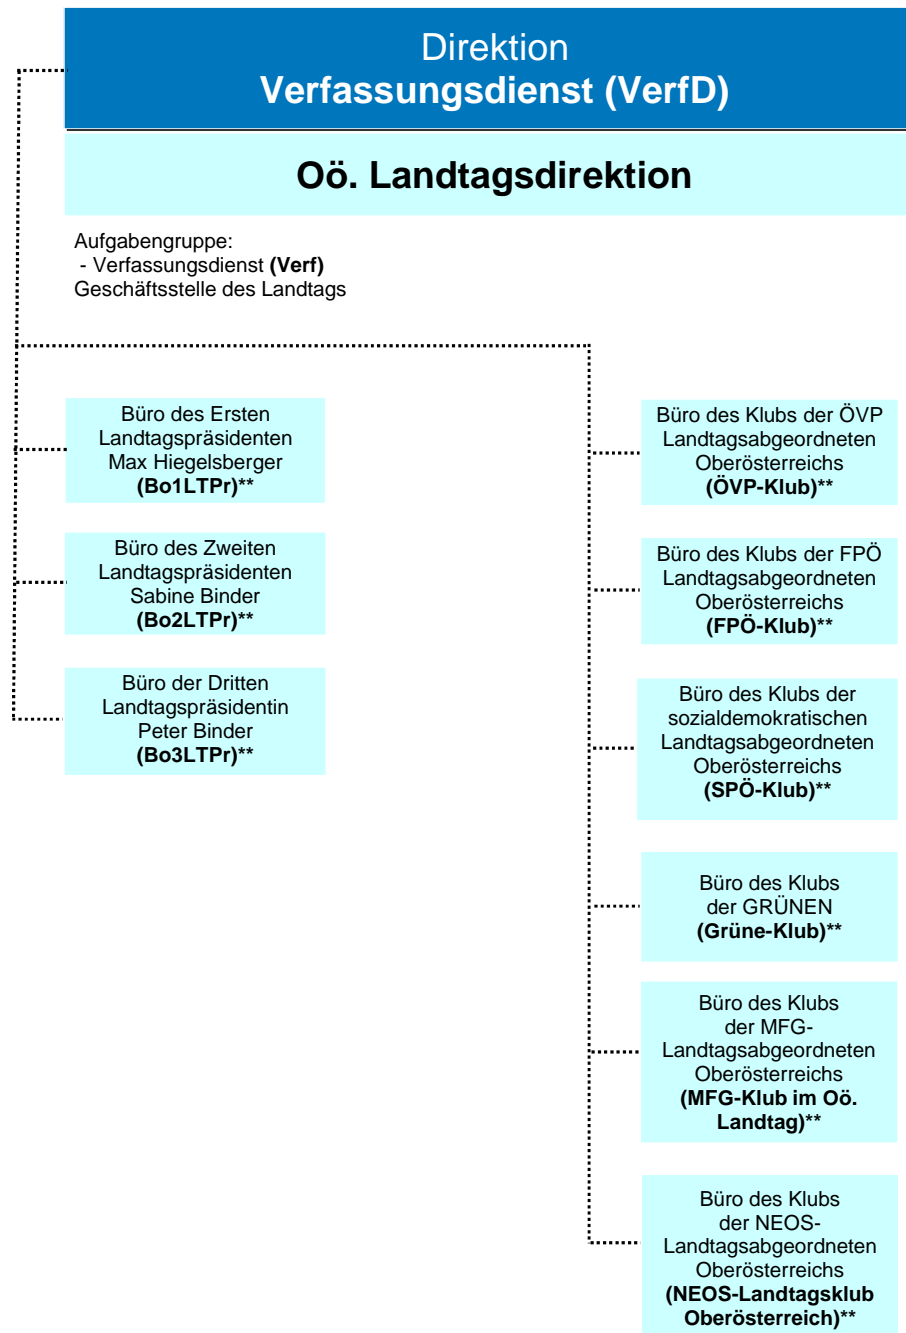 Direktion
Verfassungsdienst (VerfD)
Oö. Landtagsdirektion
Aufgabengruppe:
- Verfassungsdienst (Verf)
Geschäftsstelle des Landtags
Büro des Ersten
Landtagspräsidenten
Max Hiegelsberger
(Bo1LTPr)**
Büro des Zweiten
Landtagspräsidenten
Sabine Binder
(Bo2LTPr)**
Büro der Dritten
Landtagspräsidentin
Peter Binder
(Bo3LTPr)**
Büro des Klubs der ÖVP
Landtagsabgeordneten
Oberösterreichs
(ÖVP-Klub)**
Büro des Klubs der FPÖ
Landtagsabgeordneten
Oberösterreichs
(FPÖ-Klub)**
Büro des Klubs der
sozialdemokratischen
Landtagsabgeordneten
Oberösterreichs
(SPÖ-Klub)**
Büro des Klubs
der GRÜNEN
(Grüne-Klub)**
Büro des Klubs
der MFG-
Landtagsabgeordneten
Oberösterreichs
(MFG-Klub im Oö.
Landtag)**
Büro des Klubs
der NEOS-
Landtagsabgeordneten
Oberösterreichs
(NEOS-Landtagsklub
Oberösterreich)**